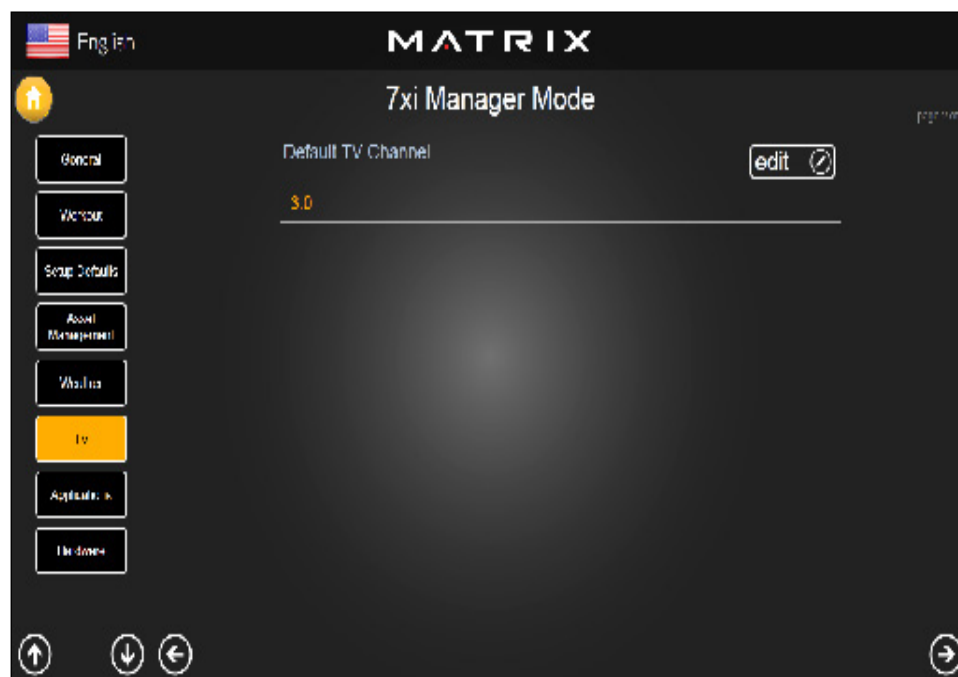 English
MATRIX
7xi Manager Mode
General
Workout
Setup Defaults
Asset
Management
Weather
TV
Applications
Hardware
Default TV Channel
edit
3.0